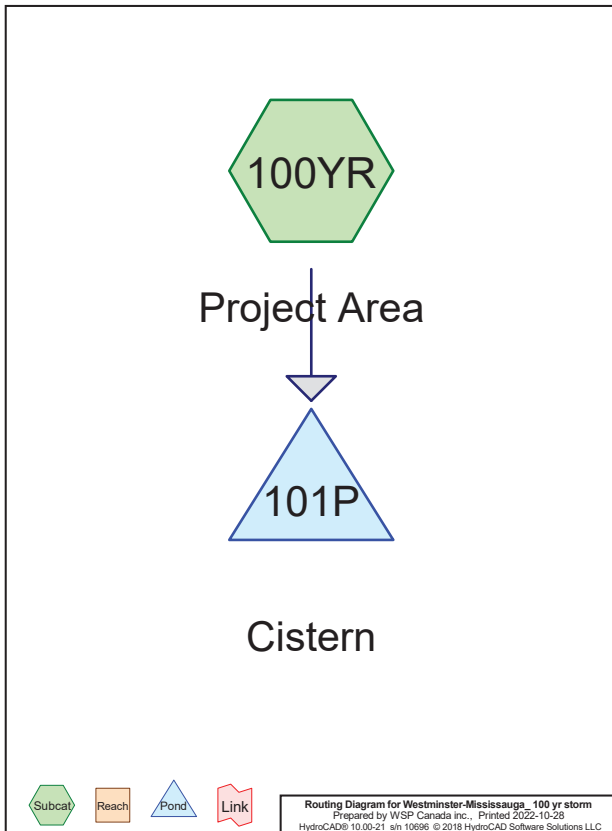 100YR
Project Area
101P
Cistern
Subcat
Reach
Pond
Link
Routing Diagram for Westminster-Mississauga_ 100 yr storm
Prepared by WSP Canada inc., Printed 2022-10-28
HydroCAD® 10.00-21 s/n 10696 © 2018 HydroCAD Software Solutions LLC